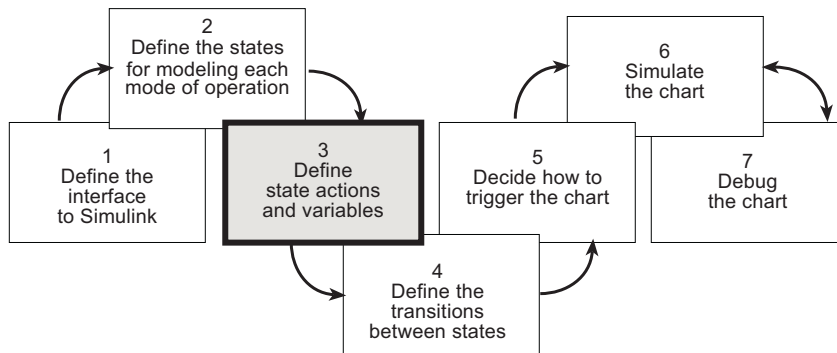 1
Define the
interface
to Simulink
2
Define the states
for modeling each
mode of operation
3
Define
state actions
and variables
4
Define the
transitions
between states
5
Decide how to
trigger the chart
6
Simulate
the chart
7
Debug
the chart